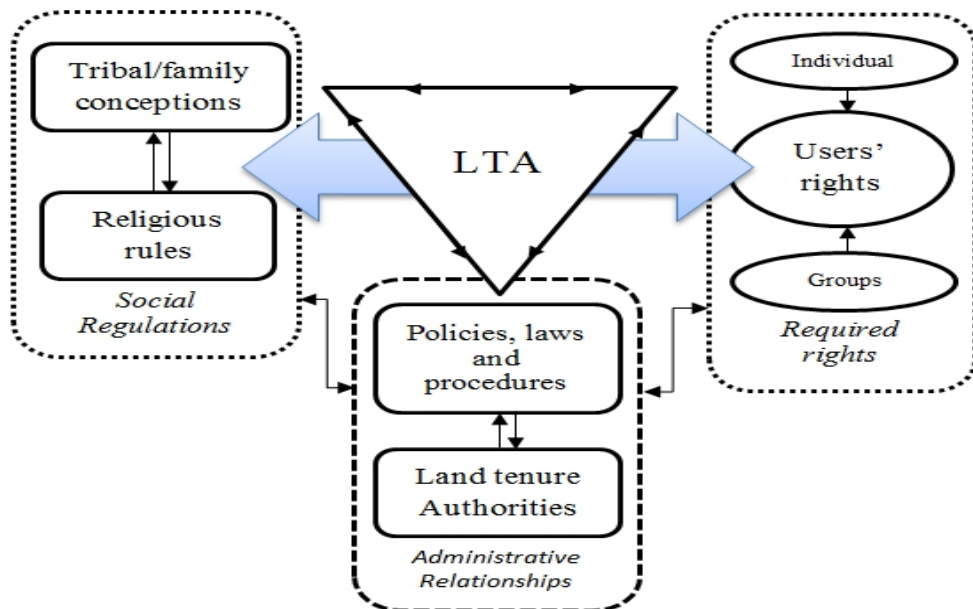 Tribal/family
conceptions
Religious
rules
Social
Regulations
LTA
Policies, laws
and
procedures
Land tenure
Authorities
Administrative
Relationships
Individual
Users'
rights
Groups
Required
rights